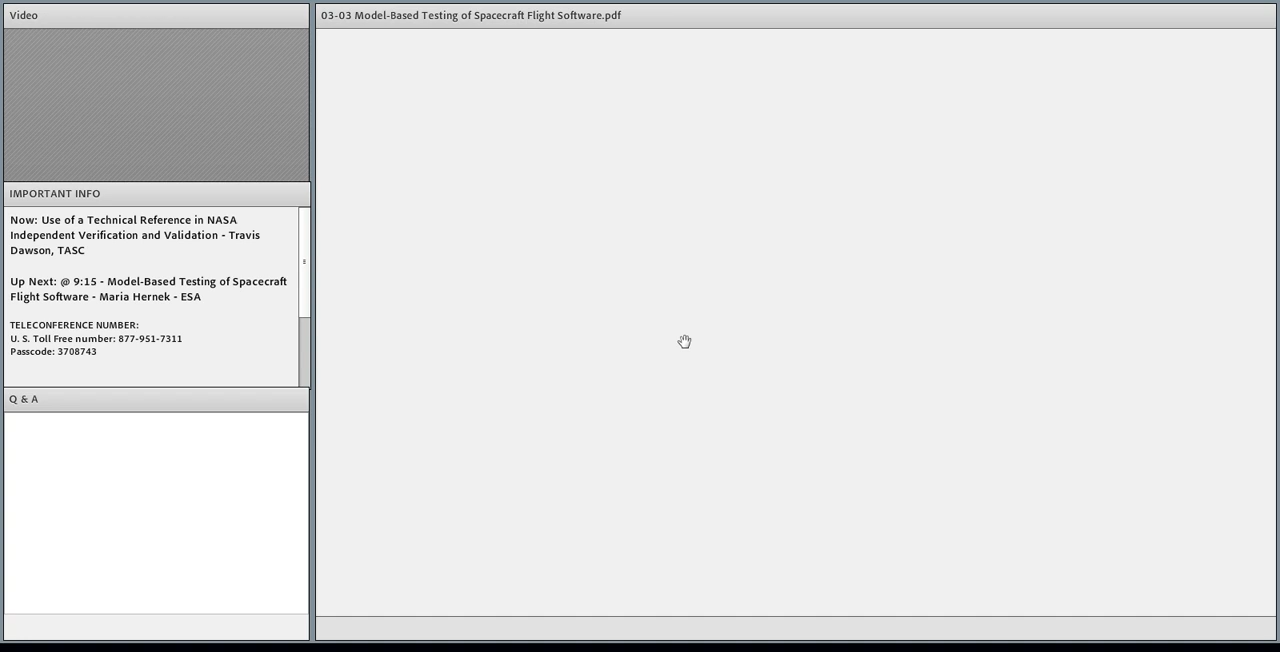 Video
03-03 Model-Based Testing of Spacecraft Flight Software.pdf
IMPORTANT INFO
Now: Use of a Technical Reference in NASA
Independent Verification and Validation - Travis
Dawson, TASC
Up Next: @ 9:15 - Model-Based Testing of Spacecraft
Flight Software - Maria Hernek - ESA
TELECONFERENCE NUMBER:
U. S. Toll Free number: 877-951-7311
Passcode: 3708743
Q & A